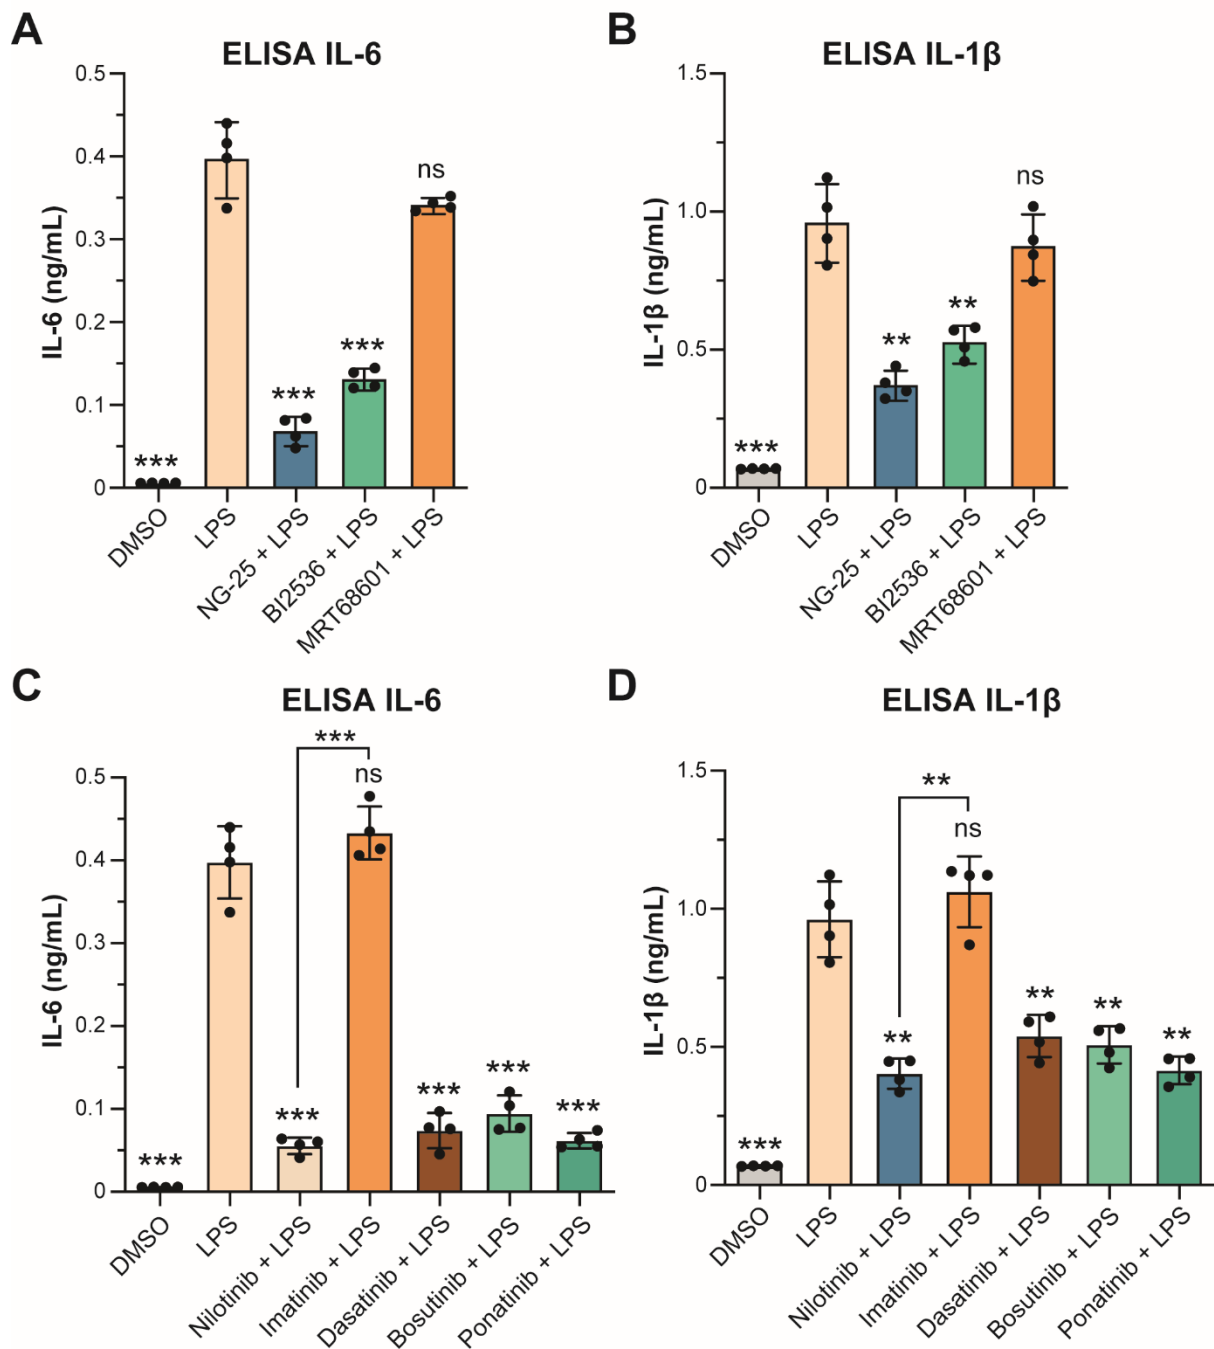 A
ELISA IL-6
IL-6 (ng/mL)
0.5
0.4
0.3
0.2
0.1
0
***
***
***
ns
DMSO
LPS
NG-25 + LPS
BI2536 + LPS
MRT68601 + LPS
B
ELISA IL-1β
IL-1β (ng/mL)
1.5
1.0
0.5
0
***
**
**
ns
DMSO
LPS
NG-25 + LPS
BI2536 + LPS
MRT68601 + LPS
C
ELISA IL-6
IL-6 (ng/mL)
0.5
0.4
0.3
0.2
0.1
0
***
***
***
ns
***
***
***
DMSO
LPS
Nilotinib + LPS
Imatinib + LPS
Dasatinib + LPS
Bosutinib + LPS
Ponatinib + LPS
D
ELISA IL-1β
IL-1β (ng/mL)
1.5
1.0
0.5
0
**
***
**
ns
**
**
**
DMSO
LPS
Nilotinib + LPS
Imatinib + LPS
Dasatinib + LPS
Bosutinib + LPS
Ponatinib + LPS